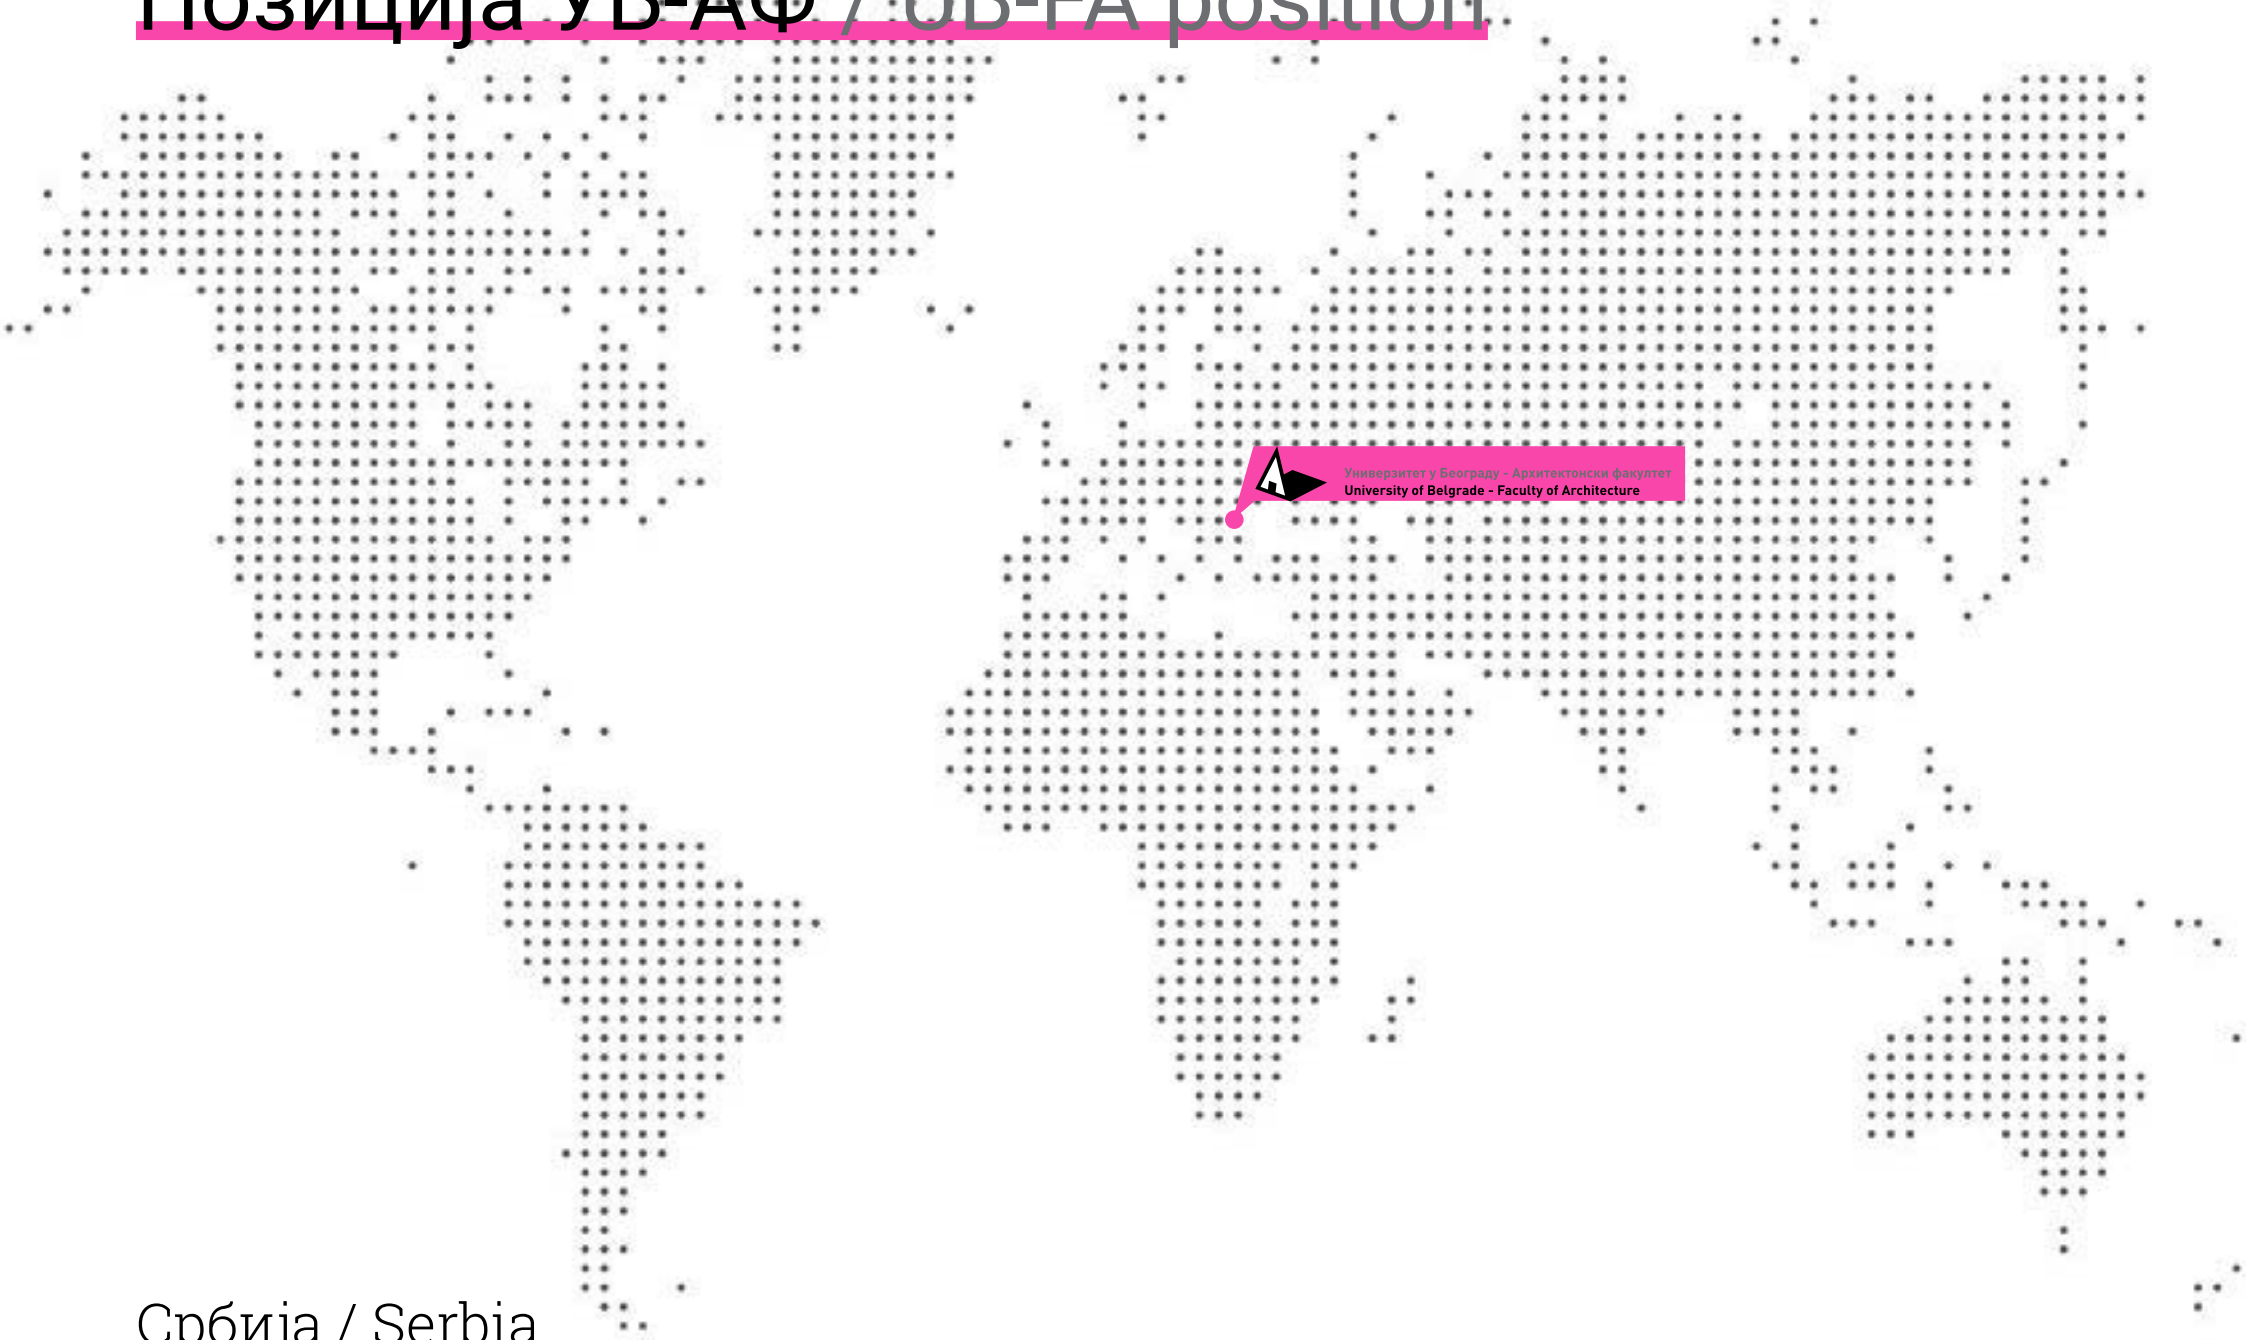 Позиција УБ-АФ / UB-FA position
Универзитет у Београду - Архитектонски факултет
University of Belgrade - Faculty of Architecture
Србија / Serbia